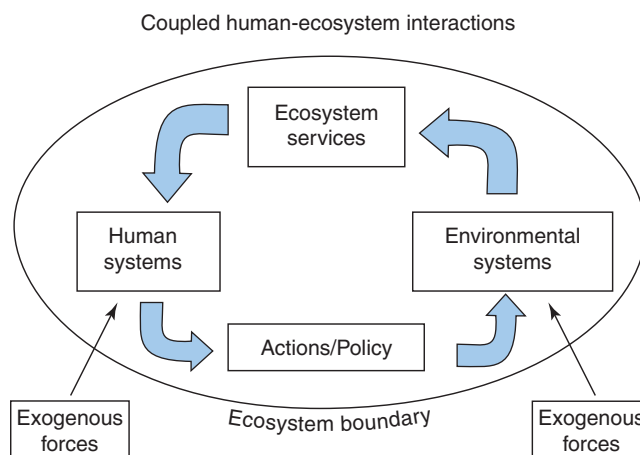 Coupled human-ecosystem interactions
Ecosystem
services
Human
systems
Environmental
systems
Actions/Policy
Exogenous
forces
Ecosystem boundary
Exogenous
forces